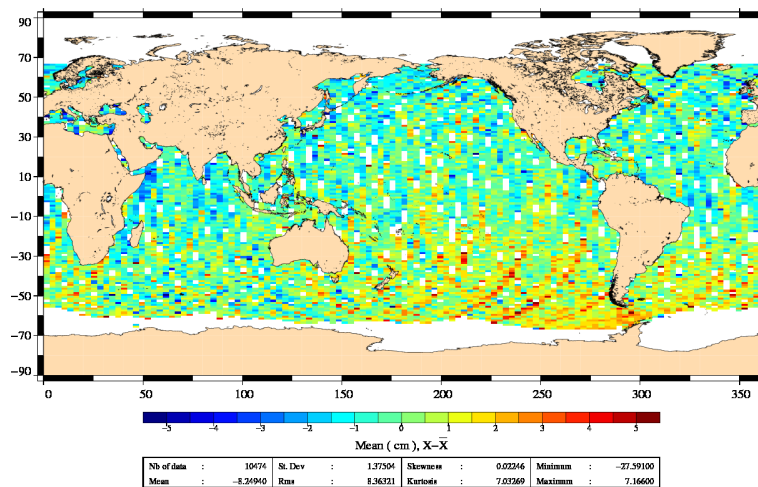 90
70
50
30
10
−10
−30
−50
−70
−90
0 50 100 150 200 250 300 350
−5 −4 −3 −2 −1 0 1 2 3 4 5
Mean ( cm ), X−X̅
Nb of data : 10474 St. Dev : 1.37504 Skewness : 0.02246 Minimum : −27.59100
Mean : −8.24940 Rms : 8.36321 Kurtosis : 7.03269 Maximum : 7.16600